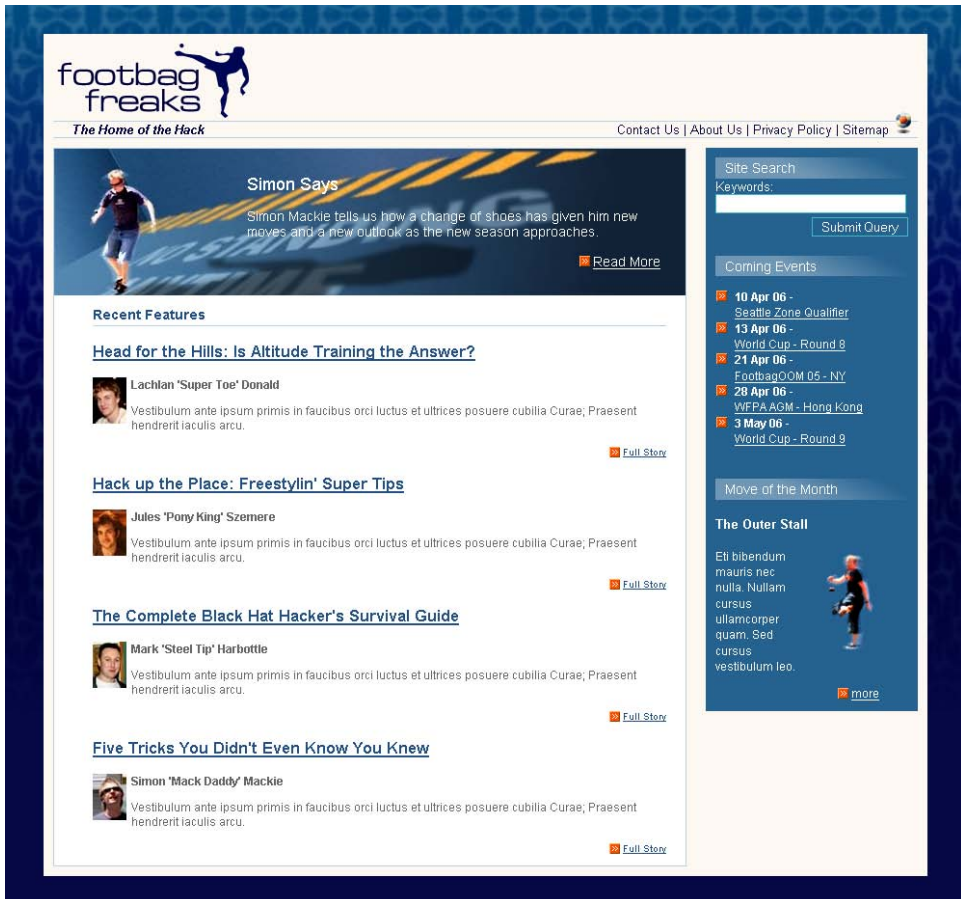 footbag
freaks
The Home of the Hack
Contact Us | About Us | Privacy Policy | Sitemap
Simon Says
Simon Mackie tells us how a change of shoes has given him new
moves and a new outlook as the new season approaches.
Read More
Recent Features
Head for the Hills: Is Altitude Training the Answer?
Lachlan 'Super Toe' Donald
Vestibulum ante ipsum primis in faucibus orci luctus et ultrices posuere cubilia Curae; Praesent
hendrerit iaculis arcu.
Full Story
Hack up the Place: Freestylin' Super Tips
Jules 'Pony King' Szemere
Vestibulum ante ipsum primis in faucibus orci luctus et ultrices posuere cubilia Curae; Praesent
hendrerit iaculis arcu.
Full Story
The Complete Black Hat Hacker's Survival Guide
Mark 'Steel Tip' Harbottle
Vestibulum ante ipsum primis in faucibus orci luctus et ultrices posuere cubilia Curae; Praesent
hendrerit iaculis arcu.
Full Story
Five Tricks You Didn't Even Know You Knew
Simon 'Mack Daddy' Mackie
Vestibulum ante ipsum primis in faucibus orci luctus et ultrices posuere cubilia Curae; Praesent
hendrerit iaculis arcu.
Full Story
Site Search
Keywords:
Submit Query
Coming Events
10 Apr 06 -
Seattle Zone Qualifier
13 Apr 06 -
World Cup - Round 8
21 Apr 06 -
FootbagOOM 05 - NY
28 Apr 06 -
WFPA AGM - Hong Kong
3 May 06 -
World Cup - Round 9
Move of the Month
The Outer Stall
Eti bibendum
mauris nec
nulla. Nullam
cursus
ullamcorper
quam. Sed
cursus
vestibulum leo.
more